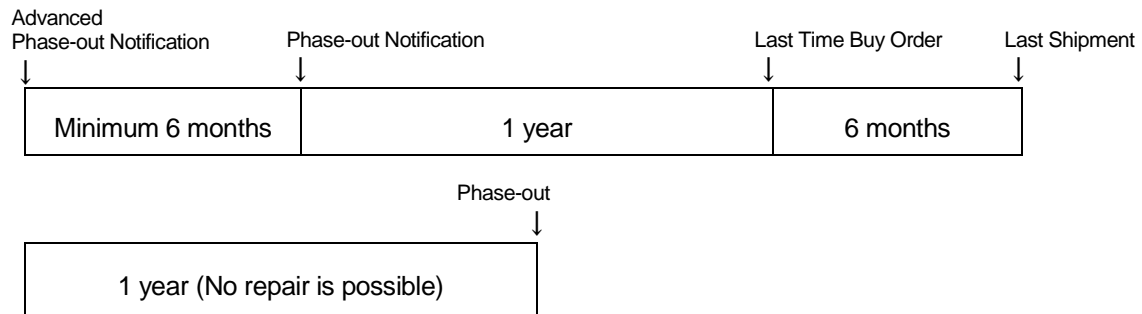 Advanced
Phase-out Notification
Phase-out Notification
Last Time Buy Order
Last Shipment
Minimum 6 months
1 year
6 months
Phase-out
1 year (No repair is possible)